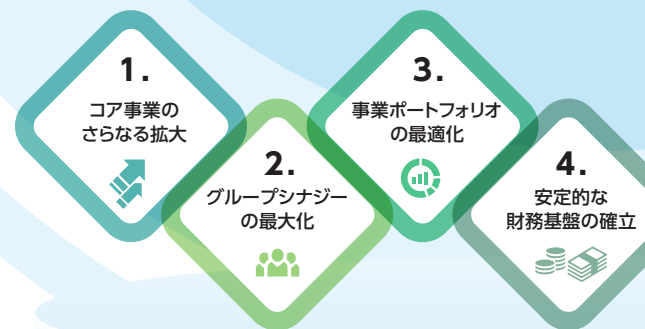 1.
コア事業の
さらなる拡大
2.
グループシナジー
の最大化
3.
事業ポートフォリオ
の最適化
4.
安定的な
財務基盤の確立